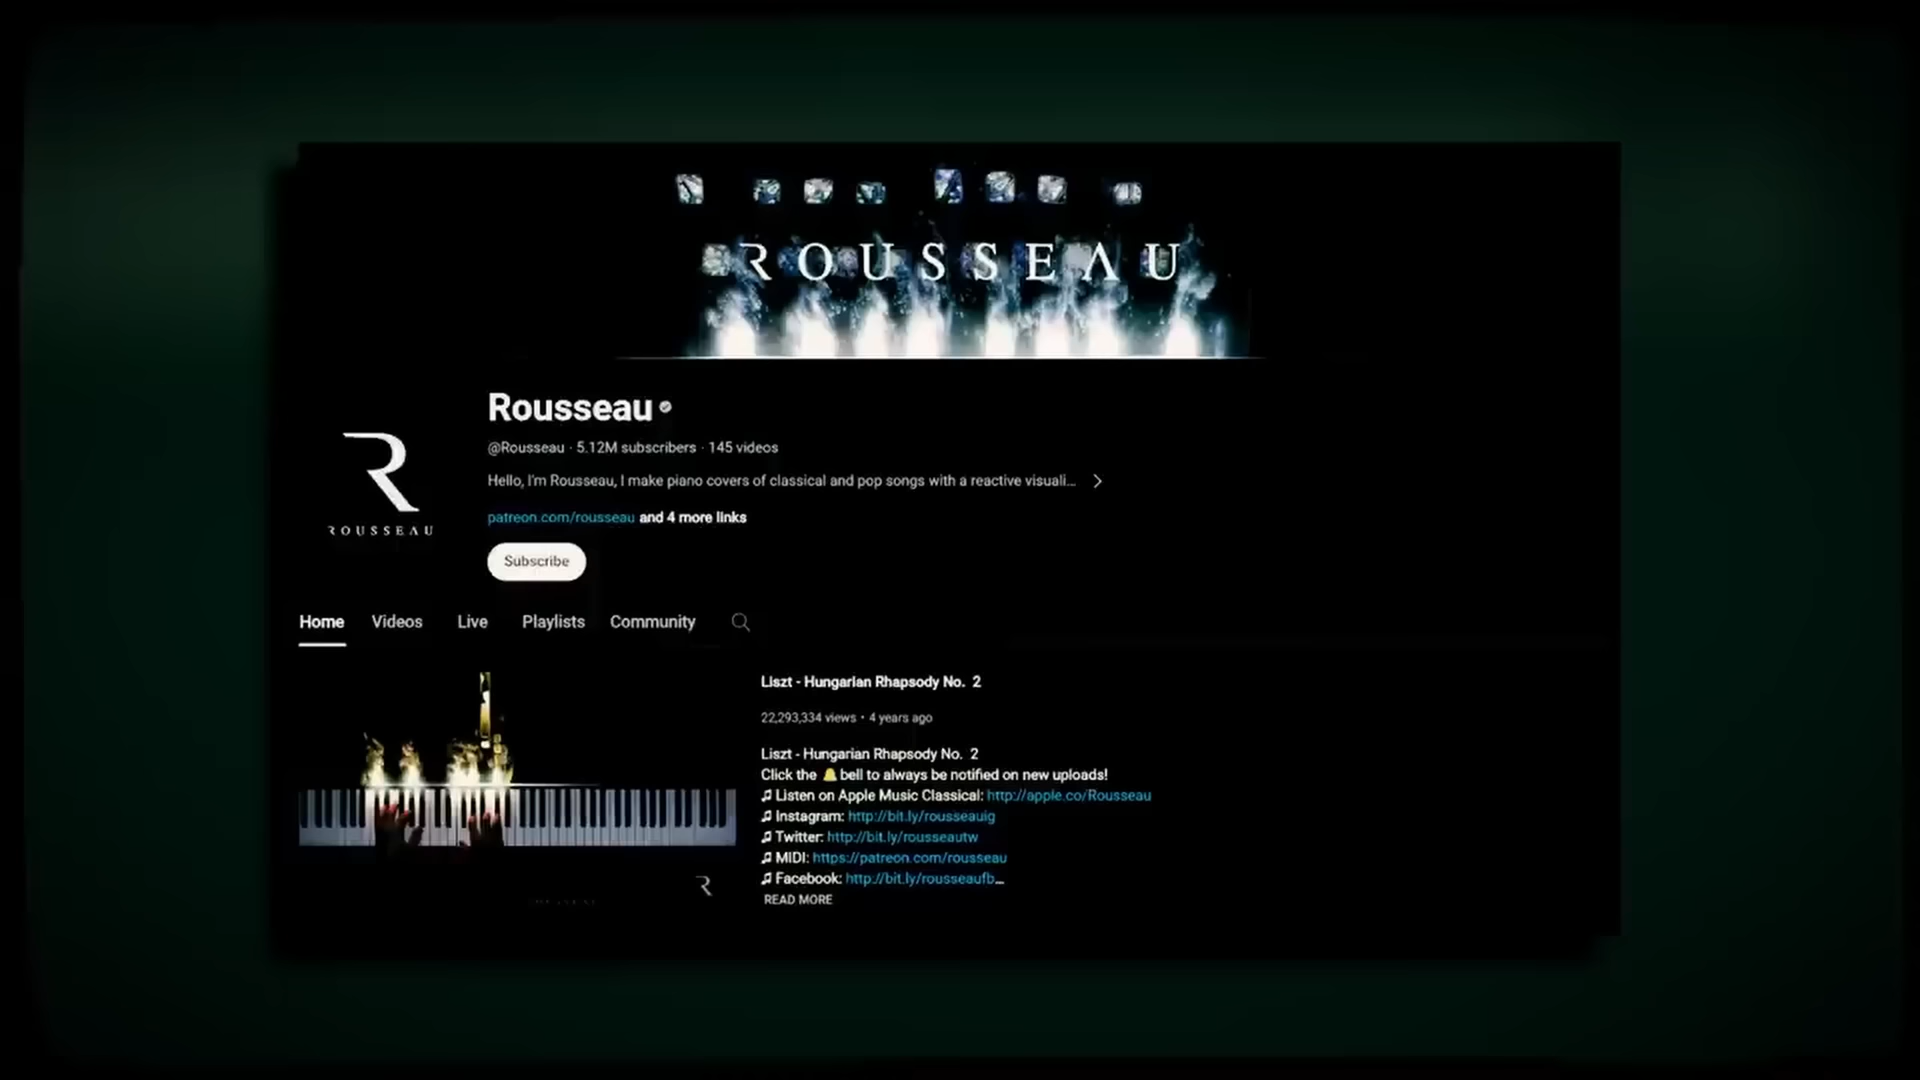 ROUSSEAU
Rousseau
@Rousseau · 5.12M subscribers · 145 videos
Hello, I'm Rousseau, I make piano covers of classical and pop songs with a reactive visuali...
patreon.com/rousseau and 4 more links
ROUSSEAU
Subscribe
Home Videos Live Playlists Community
Liszt - Hungarian Rhapsody No. 2
22,293,334 views • 4 years ago
Liszt - Hungarian Rhapsody No. 2
Click the 🔔 bell to always be notified on new uploads!
♫ Listen on Apple Music Classical: http://apple.co/Rousseau
♫ Instagram: http://bit.ly/rousseauig
♫ Twitter: http://bit.ly/rousseautw
♫ MIDI: https://patreon.com/rousseau
♫ Facebook: http://bit.ly/rousseaufb...
READ MORE